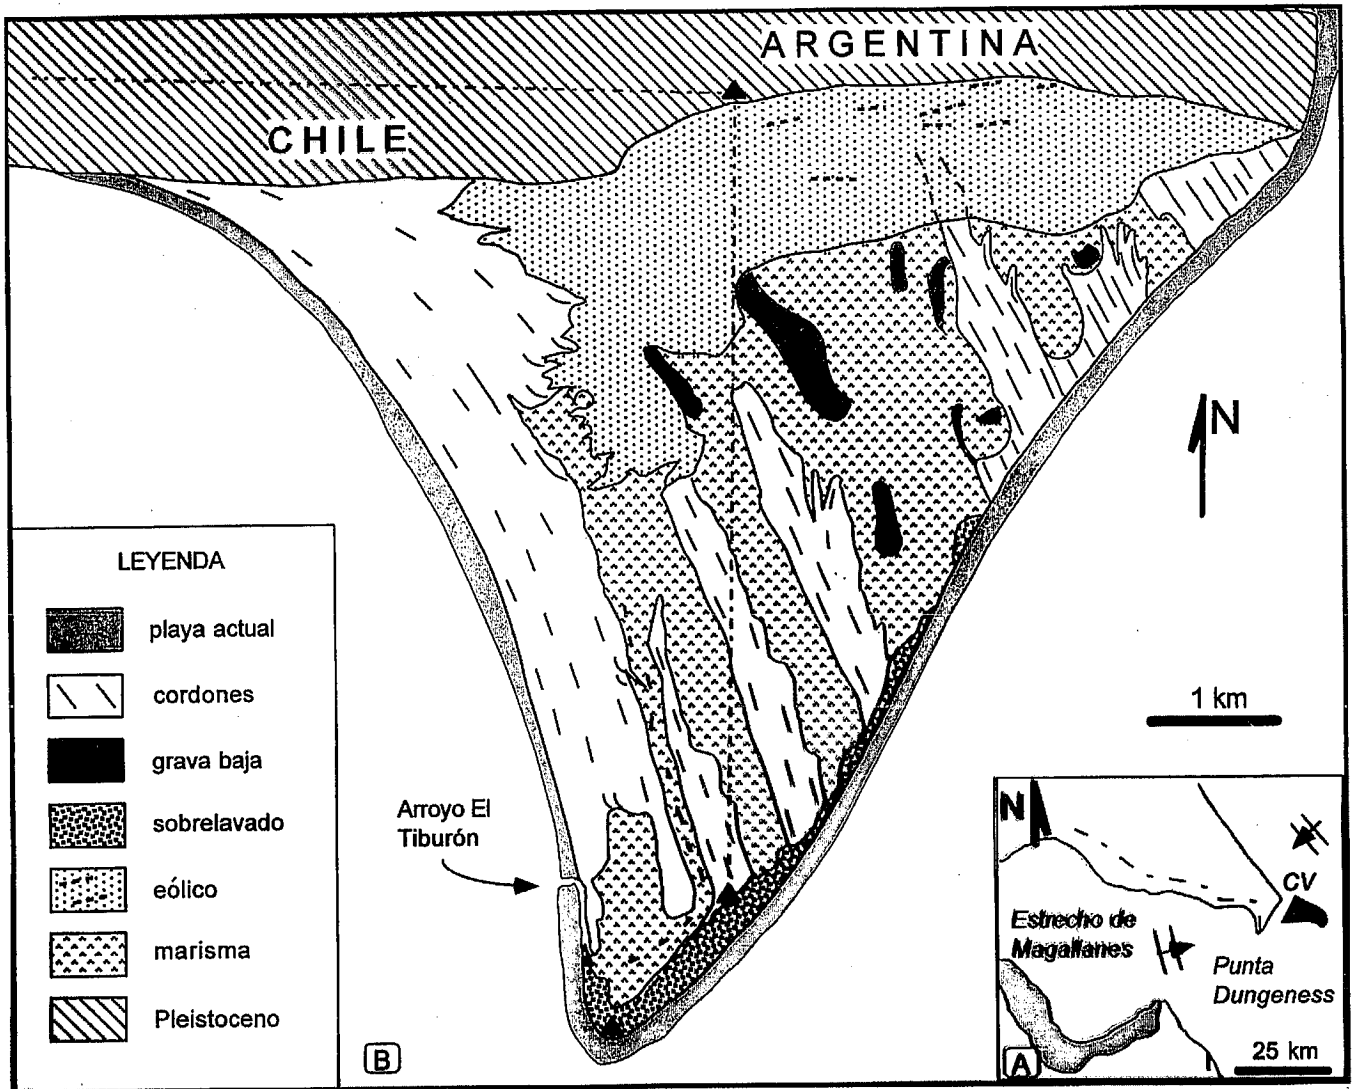 ARGENTINA
CHILE
N
1 km
LEYENDA
playa actual
cordones
grava baja
sobrelavado
eólico
marisma
Pleistoceno
Arroyo El
Tiburón
B
N
CV
Estrecho de
Magallanes
Punta
Dungeness
A
25 km